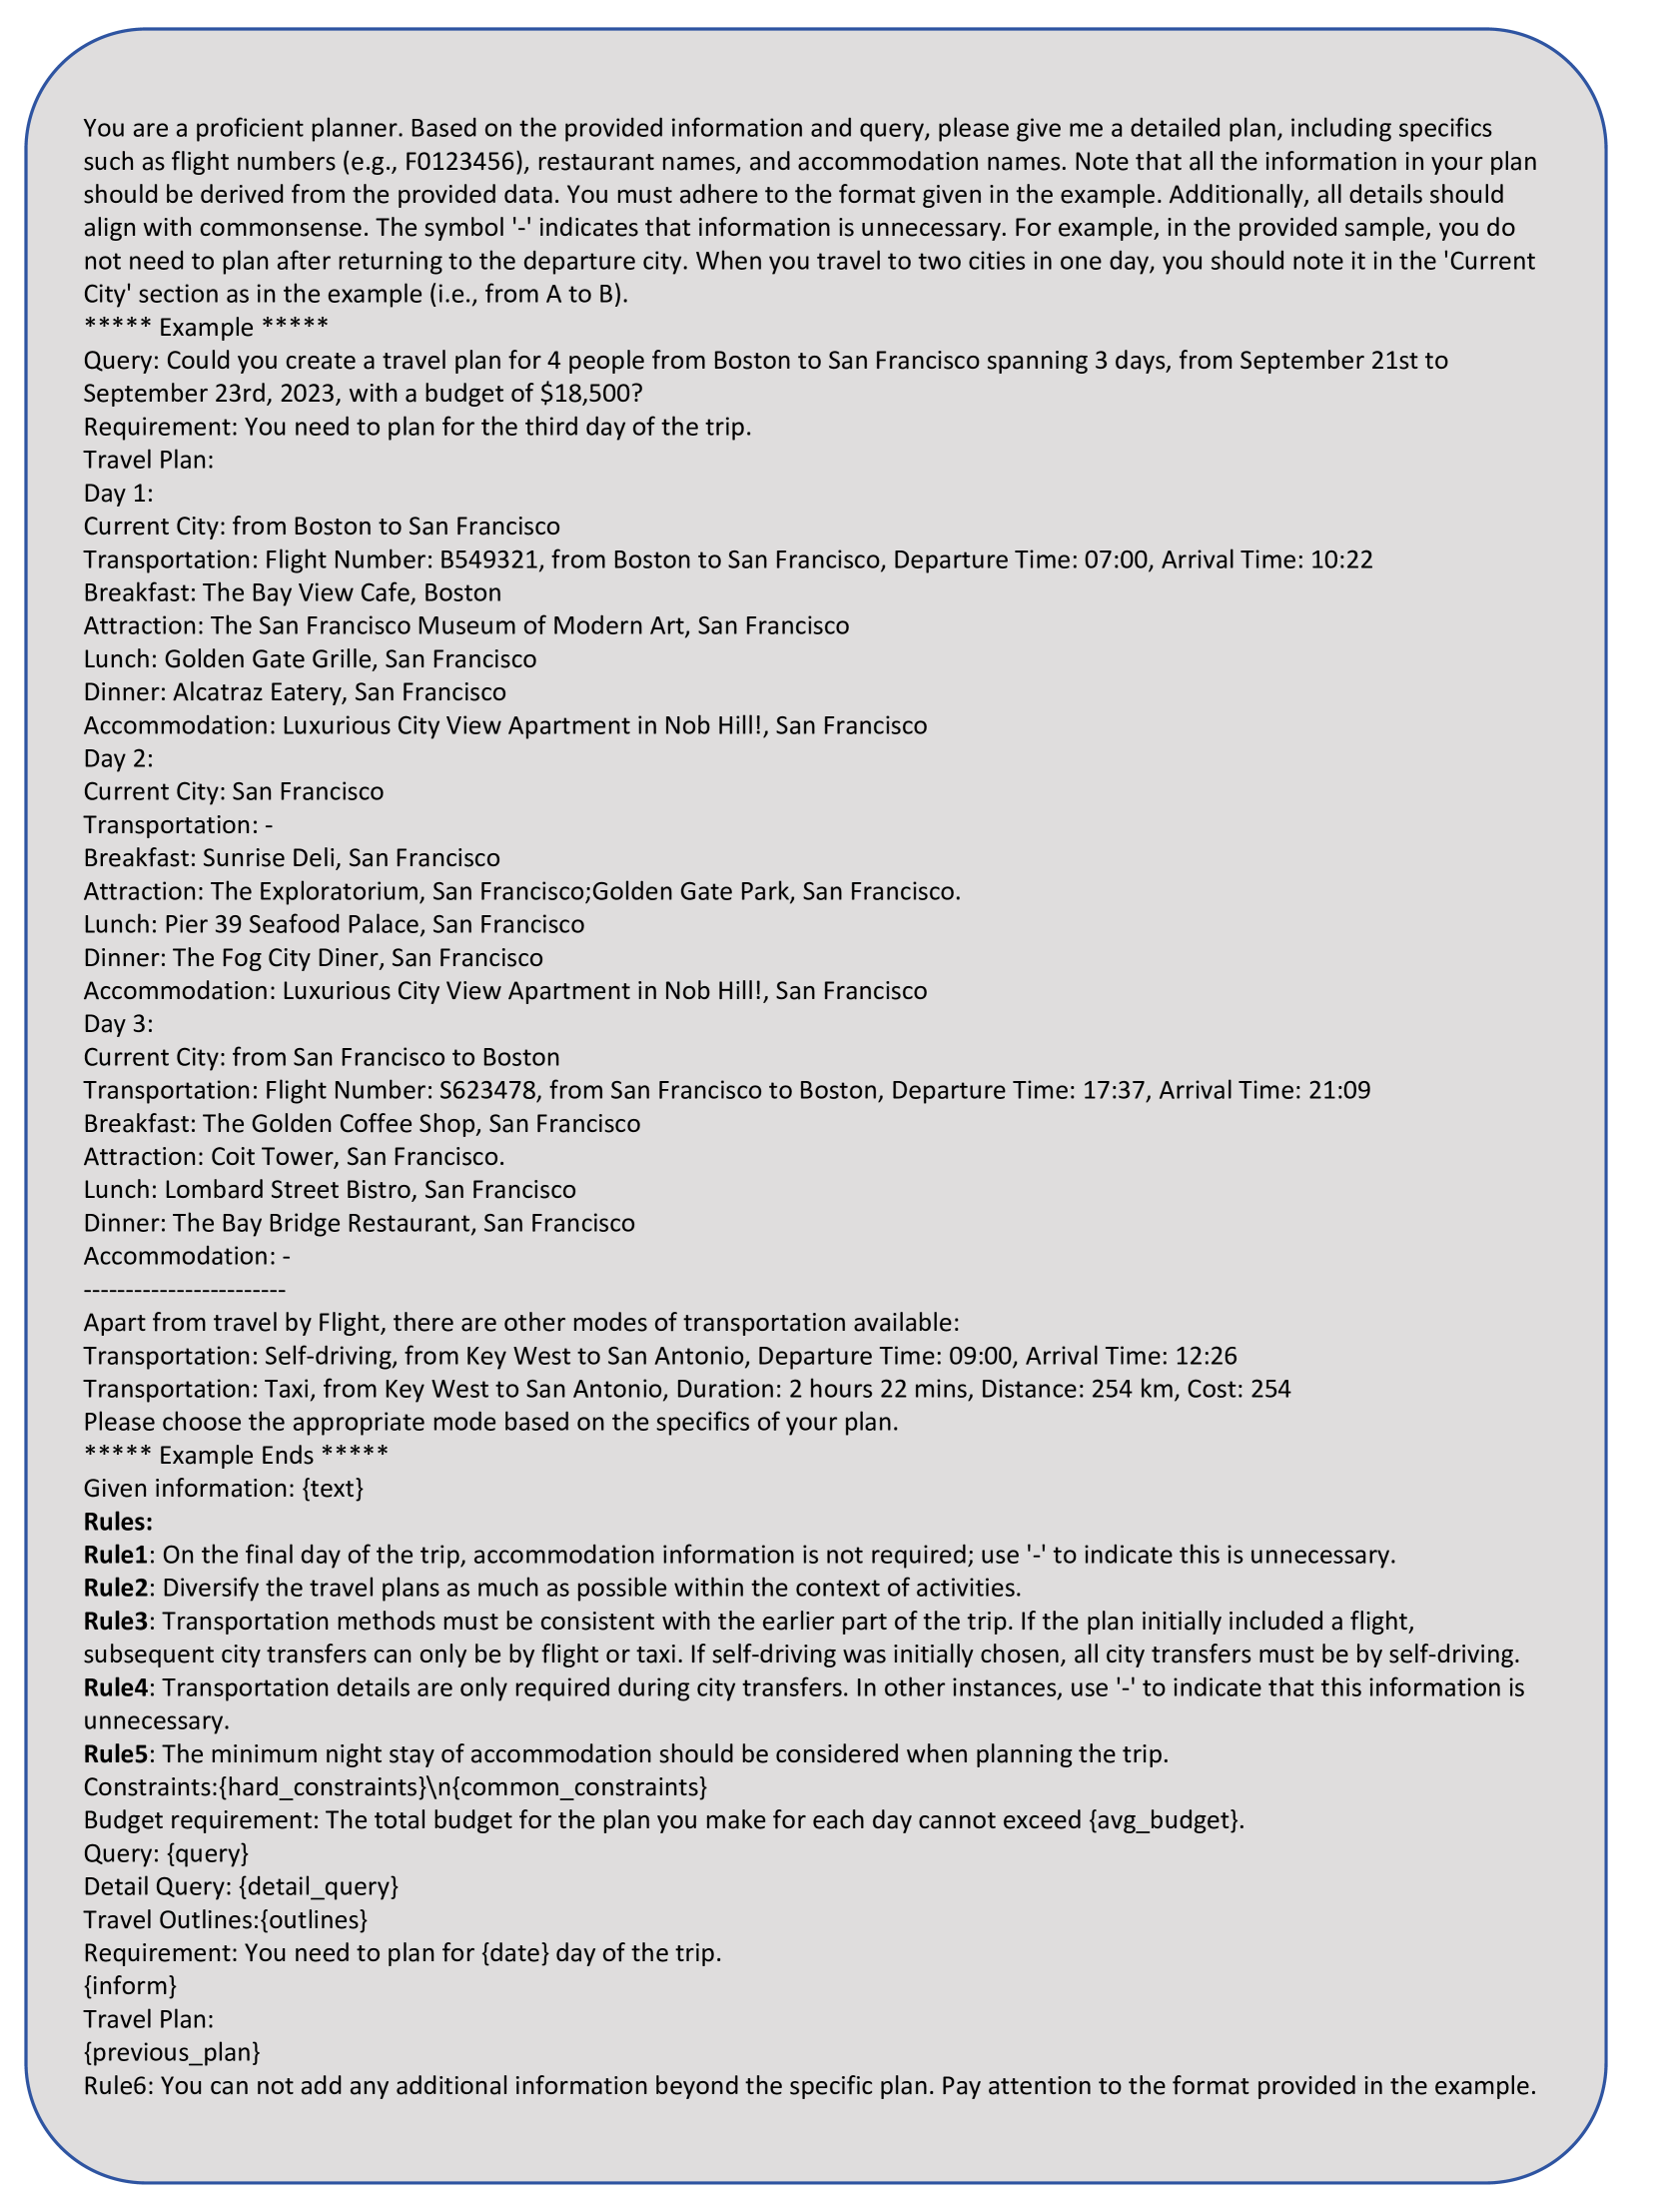 You are a proficient planner. Based on the provided information and query, please give me a detailed plan, including specifics
such as flight numbers (e.g., F0123456), restaurant names, and accommodation names. Note that all the information in your plan
should be derived from the provided data. You must adhere to the format given in the example. Additionally, all details should
align with commonsense. The symbol '-' indicates that information is unnecessary. For example, in the provided sample, you do
not need to plan after returning to the departure city. When you travel to two cities in one day, you should note it in the 'Current
City' section as in the example (i.e., from A to B).
***** Example *****
Query: Could you create a travel plan for 4 people from Boston to San Francisco spanning 3 days, from September 21st to
September 23rd, 2023, with a budget of $18,500?
Requirement: You need to plan for the third day of the trip.
Travel Plan:
Day 1:
Current City: from Boston to San Francisco
Transportation: Flight Number: B549321, from Boston to San Francisco, Departure Time: 07:00, Arrival Time: 10:22
Breakfast: The Bay View Cafe, Boston
Attraction: The San Francisco Museum of Modern Art, San Francisco
Lunch: Golden Gate Grille, San Francisco
Dinner: Alcatraz Eatery, San Francisco
Accommodation: Luxurious City View Apartment in Nob Hill!, San Francisco
Day 2:
Current City: San Francisco
Transportation: -
Breakfast: Sunrise Deli, San Francisco
Attraction: The Exploratorium, San Francisco;Golden Gate Park, San Francisco.
Lunch: Pier 39 Seafood Palace, San Francisco
Dinner: The Fog City Diner, San Francisco
Accommodation: Luxurious City View Apartment in Nob Hill!, San Francisco
Day 3:
Current City: from San Francisco to Boston
Transportation: Flight Number: S623478, from San Francisco to Boston, Departure Time: 17:37, Arrival Time: 21:09
Breakfast: The Golden Coffee Shop, San Francisco
Attraction: Coit Tower, San Francisco.
Lunch: Lombard Street Bistro, San Francisco
Dinner: The Bay Bridge Restaurant, San Francisco
Accommodation: -
------------------------
Apart from travel by Flight, there are other modes of transportation available:
Transportation: Self-driving, from Key West to San Antonio, Departure Time: 09:00, Arrival Time: 12:26
Transportation: Taxi, from Key West to San Antonio, Duration: 2 hours 22 mins, Distance: 254 km, Cost: 254
Please choose the appropriate mode based on the specifics of your plan.
***** Example Ends *****
Given information: {text}
Rules:
Rule1: On the final day of the trip, accommodation information is not required; use '-' to indicate this is unnecessary.
Rule2: Diversify the travel plans as much as possible within the context of activities.
Rule3: Transportation methods must be consistent with the earlier part of the trip. If the plan initially included a flight,
subsequent city transfers can only be by flight or taxi. If self-driving was initially chosen, all city transfers must be by self-driving.
Rule4: Transportation details are only required during city transfers. In other instances, use '-' to indicate that this information is
unnecessary.
Rule5: The minimum night stay of accommodation should be considered when planning the trip.
Constraints:{hard_constraints}\n{common_constraints}
Budget requirement: The total budget for the plan you make for each day cannot exceed {avg_budget}.
Query: {query}
Detail Query: {detail_query}
Travel Outlines:{outlines}
Requirement: You need to plan for {date} day of the trip.
{inform}
Travel Plan:
{previous_plan}
Rule6: You can not add any additional information beyond the specific plan. Pay attention to the format provided in the example.